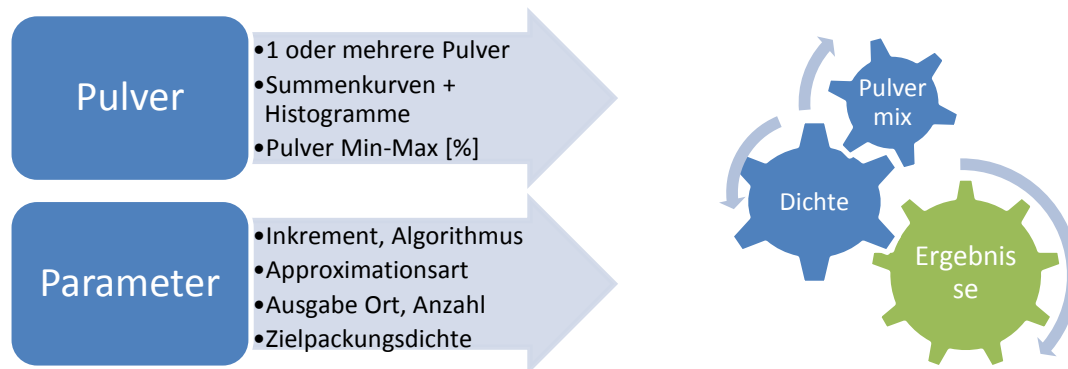 Pulver
•1 oder mehrere Pulver
•Summenkurven +
Histogramme
•Pulver Min-Max [%]
Parameter
•Inkrement, Algorithmus
•Approximationsart
•Ausgabe Ort, Anzahl
•Zielpackungsdichte
Pulver
mix
Dichte
Ergebnis
se